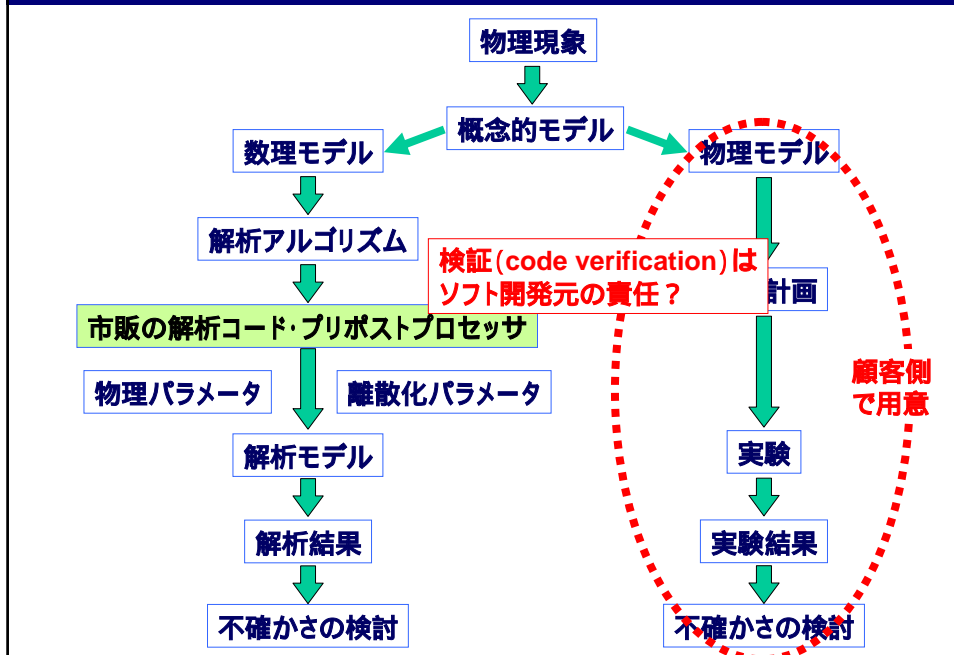 物理現象
概念的モデル
数理モデル
物理モデル
解析アルゴリズム
検証(code verification)は
ソフト開発元の責任？
計画
市販の解析コード・プリポストプロセッサ
物理パラメータ
離散化パラメータ
顧客側
で用意
解析モデル
実験
解析結果
実験結果
不確かさの検討
不確かさの検討